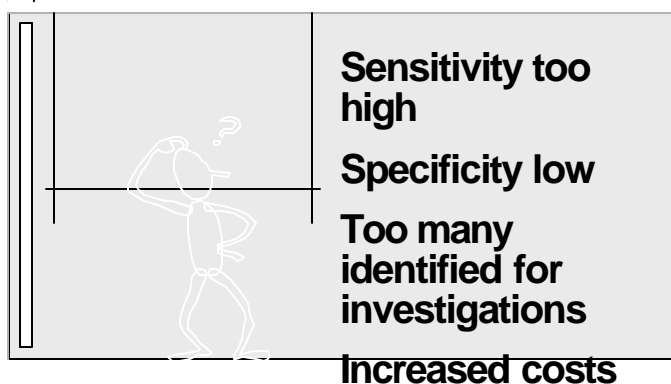 ?
Sensitivity too
high
Specificity low
Too many
identified for
investigations
Increased costs